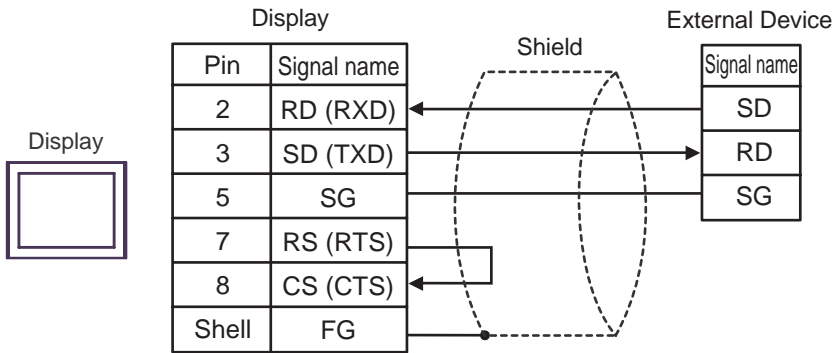 Display
External Device
Shield
Pin Signal name
Signal name
2 RD (RXD)
SD
Display
3 SD (TXD)
RD
5 SG
SG
7 RS (RTS)
8 CS (CTS)
Shell FG